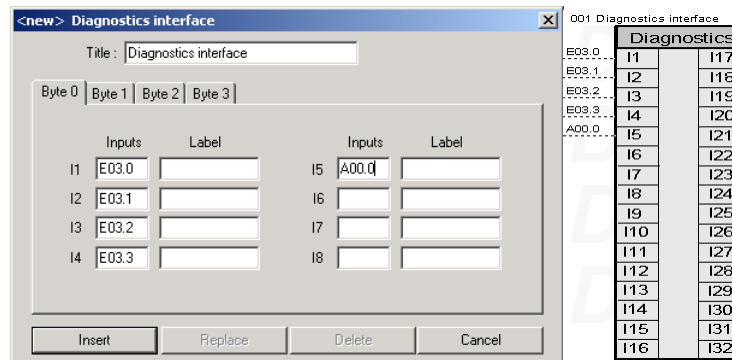 <new> Diagnostics interface
Title : Diagnostics interface
Byte 0 Byte 1 Byte 2 Byte 3
Inputs Label Inputs Label
I1 E03.0 I5 A00.0
I2 E03.1 I6
I3 E03.2 I7
I4 E03.3 I8
Insert Replace Delete Cancel
001 Diagnostics interface
Diagnostics
E03.0 I1 I17
E03.1 I2 I18
E03.2 I3 I19
E03.3 I4 I20
A00.0 I5 I21
I6 I22
I7 I23
I8 I24
I9 I25
I10 I26
I11 I27
I12 I28
I13 I29
I14 I30
I15 I31
I16 I32